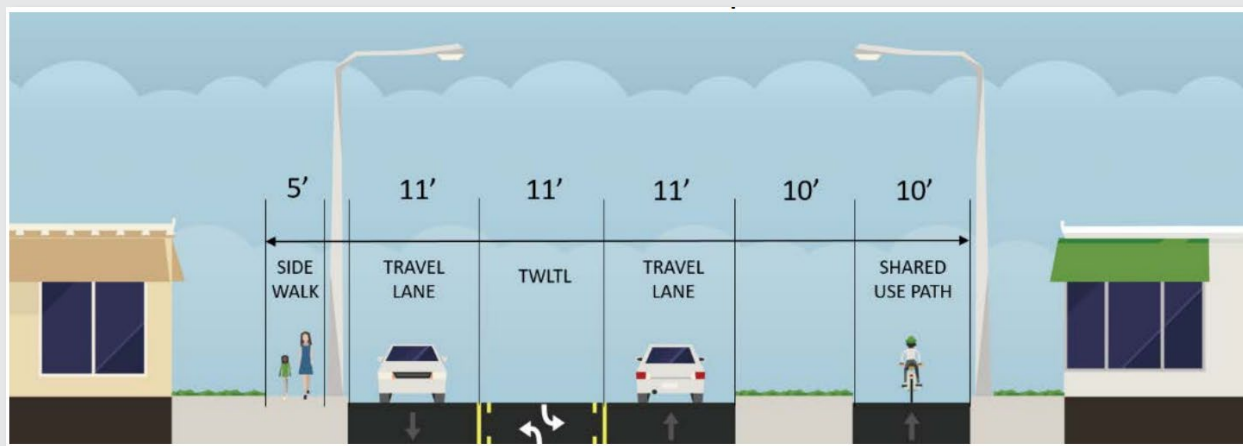 5’
11’
11’
11’
10’
10’
SIDE
WALK
TRAVEL
LANE
TWLTL
TRAVEL
LANE
SHARED
USE PATH